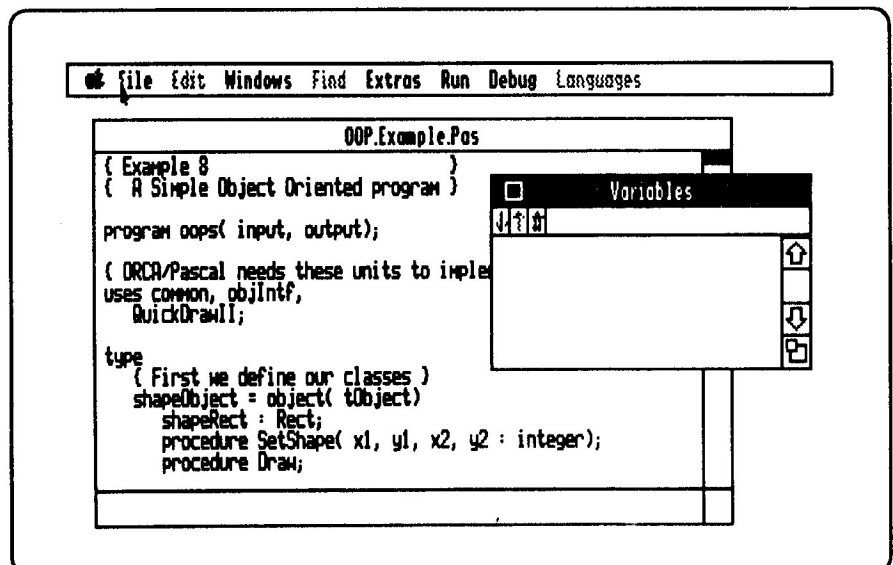 File Edit Windows Find Extras Run Debug Languages
OOP.Example.Pas
{ Example 8 }
{ A Simple Object Oriented program }
program oops( input, output);
{ ORCA/Pascal needs these units to imple
uses common, objIntf,
QuickDrawII;
type
{ First we define our classes }
shapeObject = object( tObject)
shapeRect : Rect;
procedure SetShape( x1, y1, x2, y2 : integer);
procedure Draw;
Variables